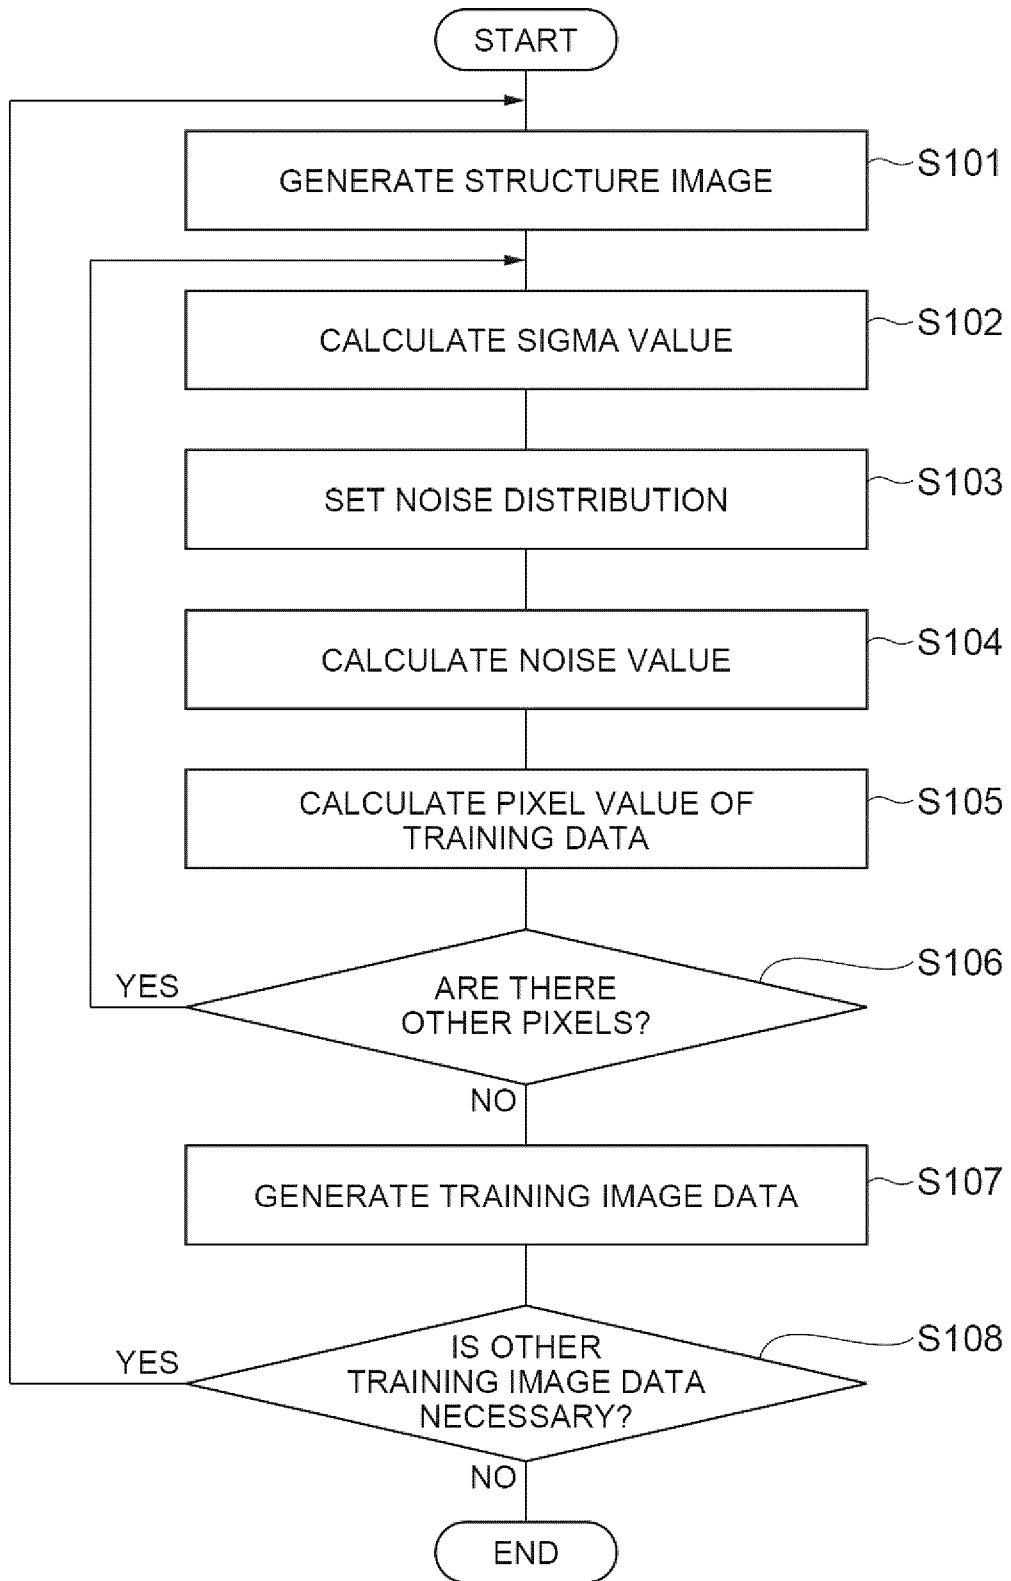 START
GENERATE STRUCTURE IMAGE
S101
CALCULATE SIGMA VALUE
S102
SET NOISE DISTRIBUTION
S103
CALCULATE NOISE VALUE
S104
CALCULATE PIXEL VALUE OF
TRAINING DATA
S105
ARE THERE
OTHER PIXELS?
S106
YES
NO
GENERATE TRAINING IMAGE DATA
S107
IS OTHER
TRAINING IMAGE DATA
NECESSARY?
S108
YES
NO
END